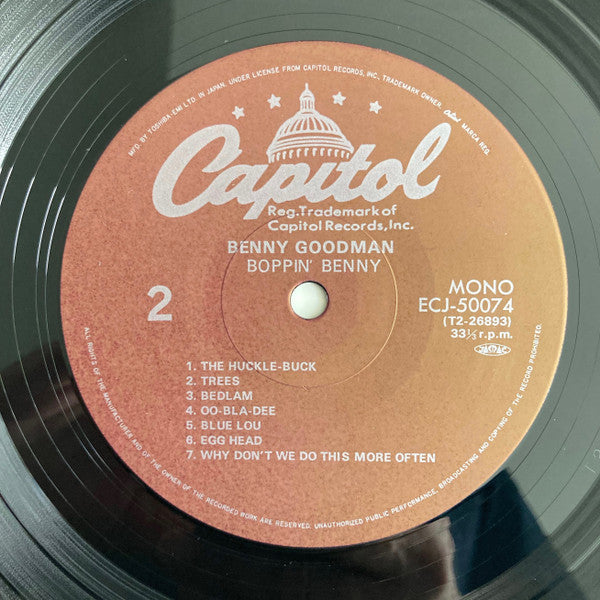 MFD. BY TOSHIBA-EMI LTD. IN JAPAN, UNDER LICENSE FROM CAPITOL RECORDS, INC. TRADEMARK OWNER. Capitol MARCA REG.
Capitol
Reg.Trademark of
Capitol Records,Inc.
BENNY GOODMAN
BOPPIN' BENNY
2
MONO
ECJ-50074
(T2-26893)
33⅓ r.p.m.
JASRAC
1. THE HUCKLE-BUCK
2. TREES
3. BEDLAM
4. OO-BLA-DEE
5. BLUE LOU
6. EGG HEAD
7. WHY DON'T WE DO THIS MORE OFTEN
ALL RIGHTS OF THE MANUFACTURER AND OF THE OWNER OF THE RECORDED WORK ARE RESERVED. UNAUTHORIZED PUBLIC PERFORMANCE, BROADCASTING AND COPYING OF THE RECORD PROHIBITED.